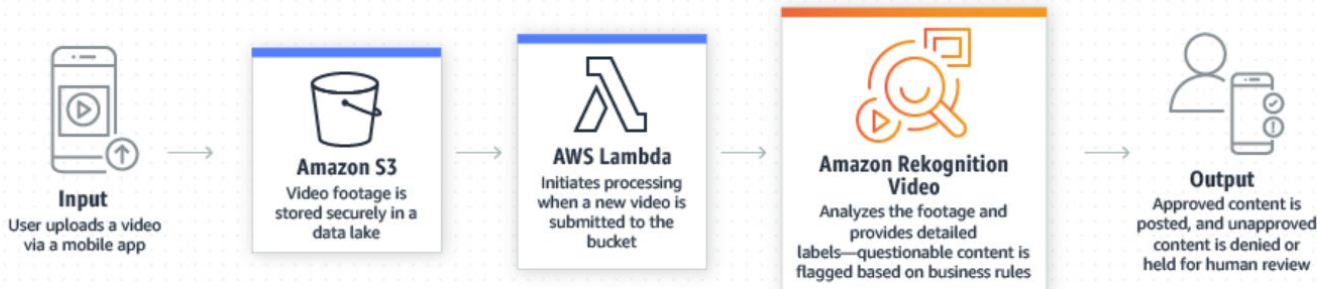 Input
User uploads a video
via a mobile app
Amazon S3
Video footage is
stored securely in a
data lake
AWS Lambda
Initiates processing
when a new video is
submitted to the
bucket
Amazon Rekognition
Video
Analyzes the footage and
provides detailed
labels—questionable content is
flagged based on business rules
Output
Approved content is
posted, and unapproved
content is denied or
held for human review